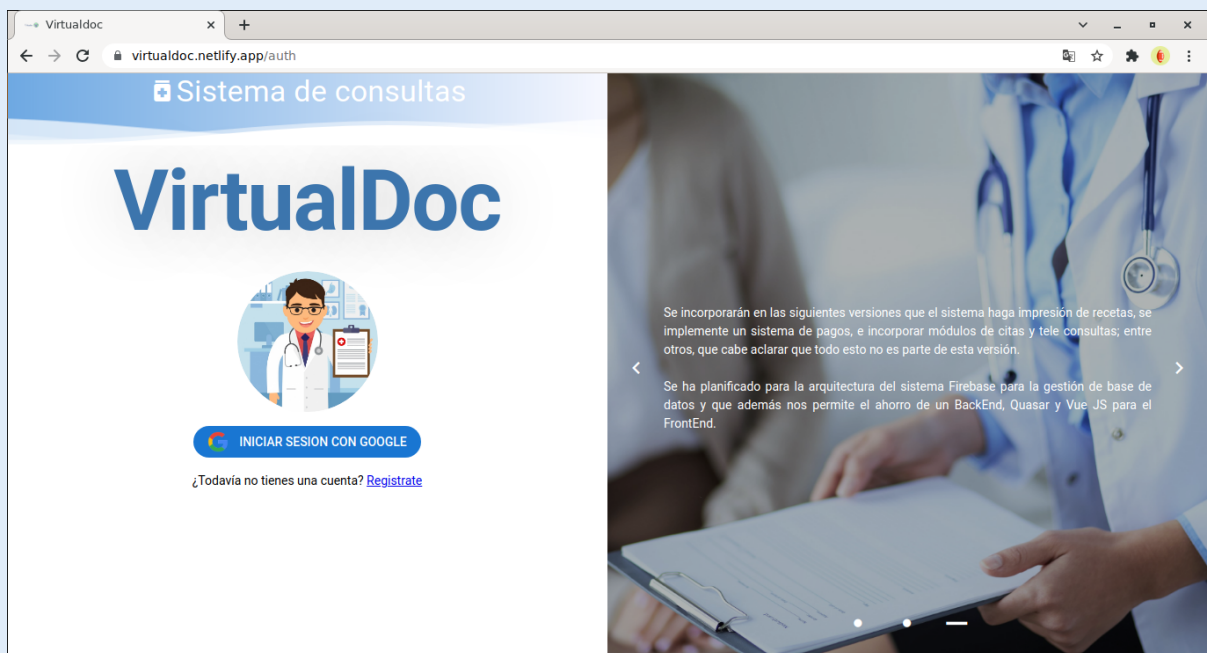 Virtualdoc
virtualdoc.netlify.app/auth
Sistema de consultas
VirtualDoc
INICIAR SESION CON GOOGLE
¿Todavía no tienes una cuenta? Registrate
Se incorporarán en las siguientes versiones que el sistema haga impresión de recetas, se
implemente un sistema de pagos, e incorporar módulos de citas y tele consultas; entre
otros, que cabe aclarar que todo esto no es parte de esta versión.
Se ha planificado para la arquitectura del sistema Firebase para la gestión de base de
datos y que además nos permite el ahorro de un BackEnd, Quasar y Vue JS para el
FrontEnd.